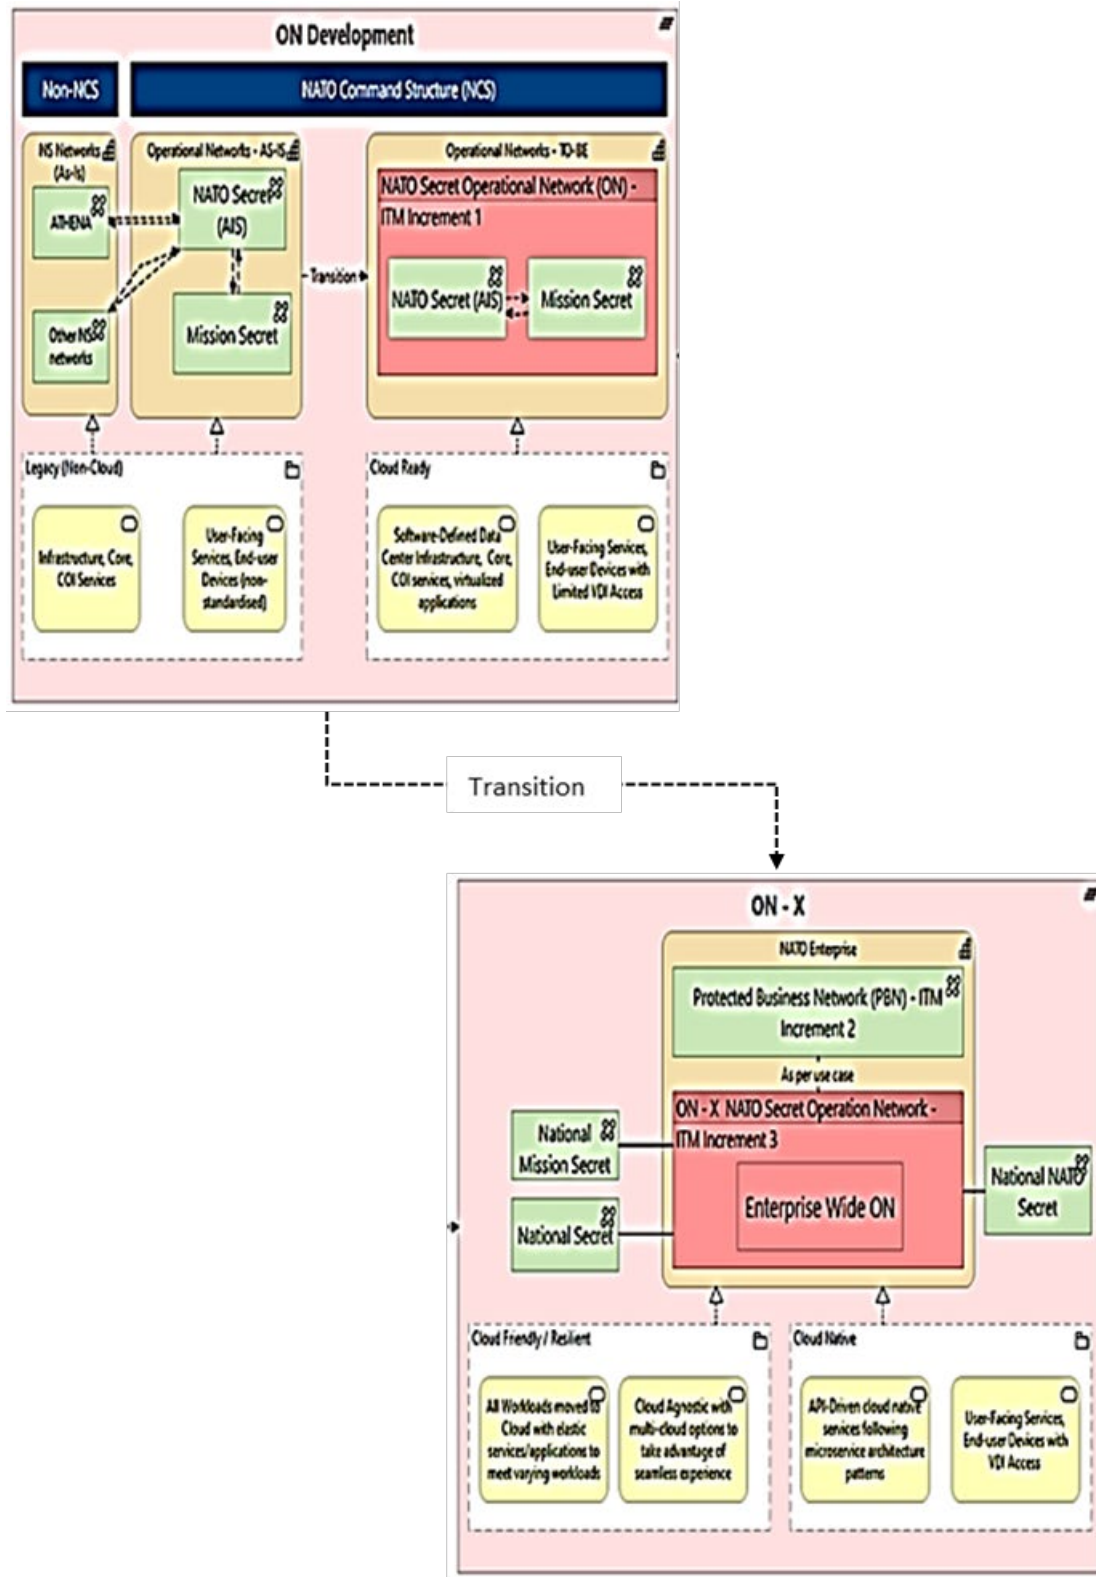 ON Development
Non-NCS
NATO Command Structure (NCS)
NS Networks
(As-Is)
ATHENA
Other NS
networks
Operational Networks - AS-IS
NATO Secret
(AIS)
Mission Secret
Transition
Operational Networks - TO-BE
NATO Secret Operational Network (ON) -
ITM Increment 1
NATO Secret (AIS)
Mission Secret
Legacy (Non-Cloud)
Infrastructure, Core,
COI Services
User-Facing
Services, End-user
Devices (non-
standardised)
Cloud Ready
Software-Defined Data
Center Infrastructure, Core,
COI services, virtualized
applications
User-Facing Services,
End-user Devices with
Limited VDI Access
Transition
ON - X
NATO Enterprise
Protected Business Network (PBN) - ITM
Increment 2
As per use case
ON - X NATO Secret Operation Network -
ITM Increment 3
Enterprise Wide ON
National
Mission Secret
National Secret
National NATO
Secret
Cloud Friendly / Resilient
All Workloads moved to
Cloud with elastic
services/applications to
meet varying workloads
Cloud Agnostic with
multi-cloud options to
take advantage of
seamless experience
Cloud Native
API-Driven cloud native
services following
microservice architecture
patterns
User-Facing Services,
End-user Devices with
VDI Access